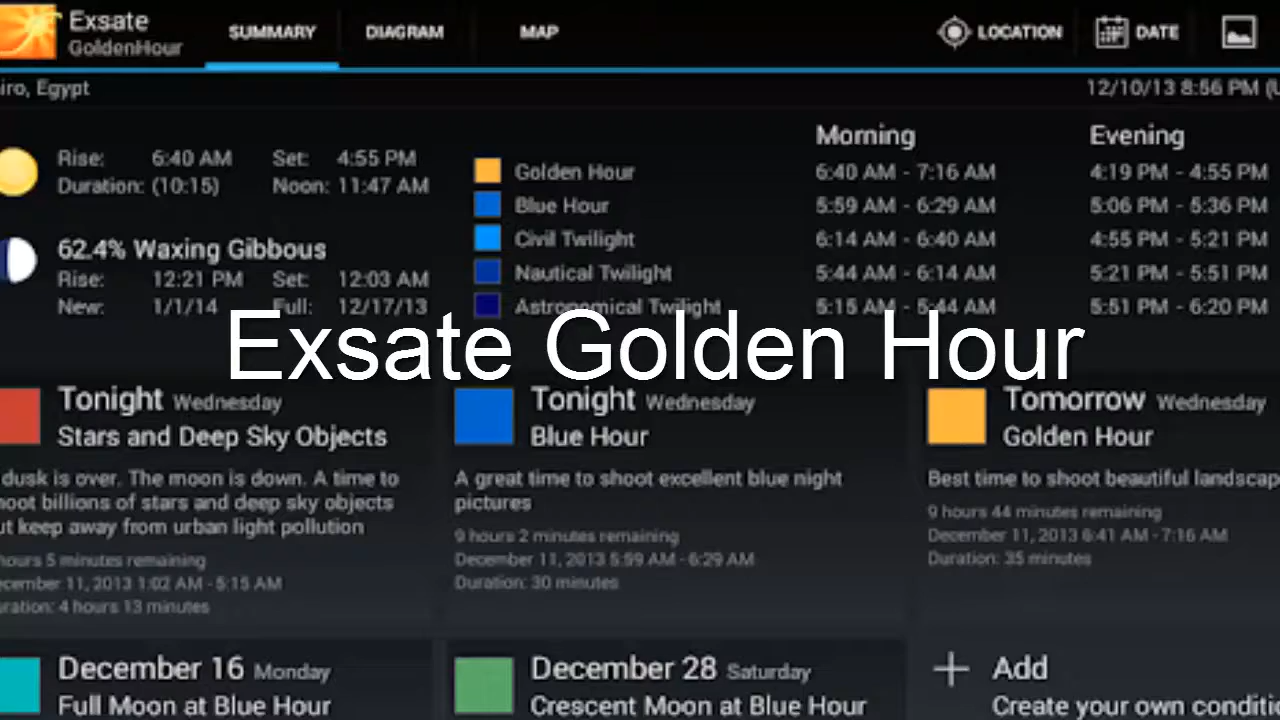 Exsate
GoldenHour
SUMMARY
DIAGRAM
MAP
LOCATION
DATE
iro, Egypt
12/10/13 8:56 PM (U
Rise: 6:40 AM Set: 4:55 PM
Duration: (10:15) Noon: 11:47 AM
62.4% Waxing Gibbous
Rise: 12:21 PM Set: 12:03 AM
New: 1/1/14 Full: 12/17/13
Morning Evening
Golden Hour 6:40 AM - 7:16 AM 4:19 PM - 4:55 PM
Blue Hour 5:59 AM - 6:29 AM 5:06 PM - 5:36 PM
Civil Twilight 6:14 AM - 6:40 AM 4:55 PM - 5:21 PM
Nautical Twilight 5:44 AM - 6:14 AM 5:21 PM - 5:51 PM
Astronomical Twilight 5:15 AM - 5:44 AM 5:51 PM - 6:20 PM
Exsate Golden Hour
Tonight Wednesday
Stars and Deep Sky Objects
dusk is over. The moon is down. A time to
hoot billions of stars and deep sky objects
ut keep away from urban light pollution
hours 5 minutes remaining
ecember 11, 2013 1:02 AM - 5:15 AM
uration: 4 hours 13 minutes
Tonight Wednesday
Blue Hour
A great time to shoot excellent blue night
pictures
9 hours 2 minutes remaining
December 11, 2013 5:59 AM - 6:29 AM
Duration: 30 minutes
Tomorrow Wednesday
Golden Hour
Best time to shoot beautiful landscap
9 hours 44 minutes remaining
December 11, 2013 6:41 AM - 7:16 AM
Duration: 35 minutes
December 16 Monday
Full Moon at Blue Hour
December 28 Saturday
Crescent Moon at Blue Hour
Add
Create your own conditi